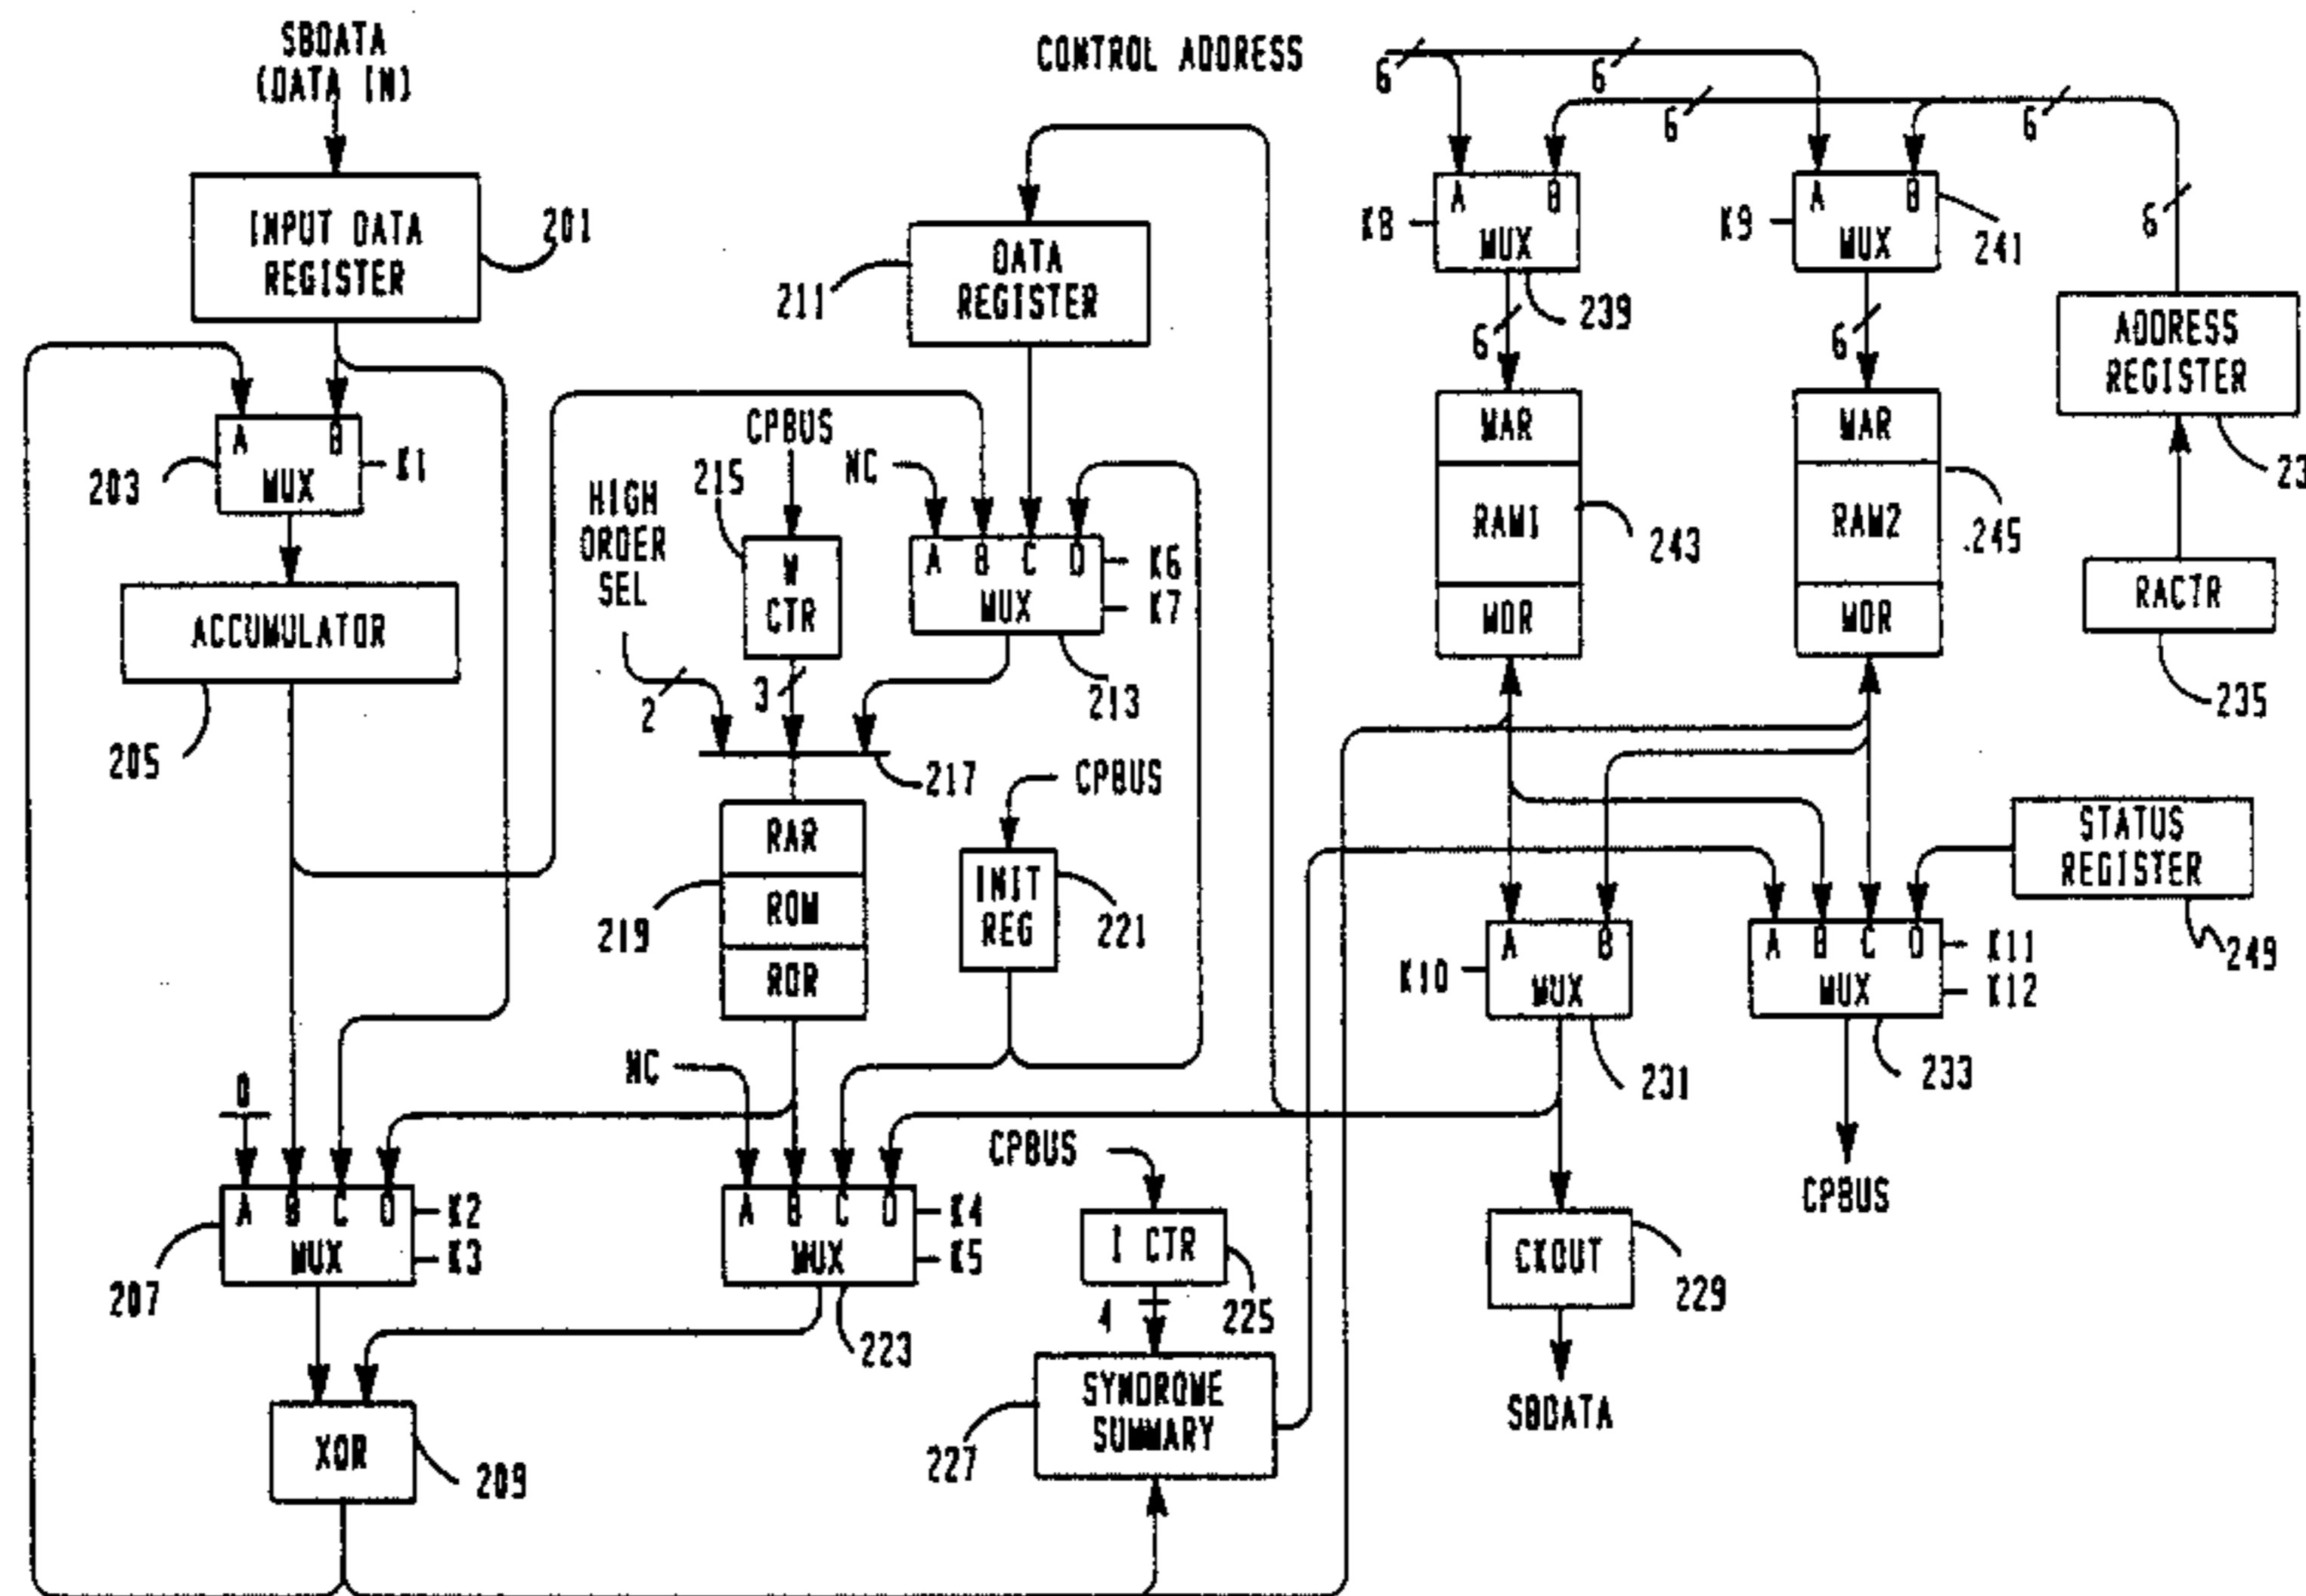 SBDATA
(DATA IN)
CONTROL ADDRESS
6
6
6
6
INPUT DATA
REGISTER
201
DATA
REGISTER
211
K8
A B
MUX
239
K9
A B
MUX
241
6
6
6
ADDRESS
REGISTER
23
A B
MUX
K1
203
CPBUS
215
W
CTR
HIGH
ORDER
SEL
NC
A B C D
MUX
K6
K7
213
MAR
RAM1
MDR
243
MAR
RAM2
MDR
245
RACTR
235
ACCUMULATOR
205
2
3
217
CPBUS
RAR
ROM
ROR
219
INIT
REG
221
STATUS
REGISTER
249
K10
A B
MUX
231
A B C D
MUX
K11
K12
233
CPBUS
0
A B C D
MUX
K2
K3
207
NC
A B C D
MUX
K4
K5
223
CPBUS
I CTR
225
4
SYNDROME
SUMMARY
227
CXOUT
229
SBDATA
XOR
209